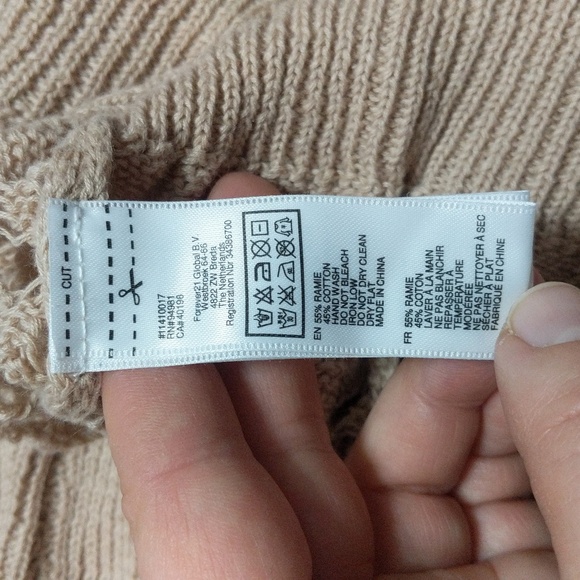 CUT
#11410017
RN#94981
CA# 40196
Forever21 Global B.V.
Westbroek 64-66
4822 ZW Breda
The Netherlands
Registration Nbr 34386700
EN 55% RAMIE
45% COTTON
HAND WASH
DO NOT BLEACH
IRON LOW
DO NOT DRY CLEAN
DRY FLAT
MADE IN CHINA
FR 55% RAMIE
45% COTON
LAVER À LA MAIN
NE PAS BLANCHIR
REPASSER À
TEMPÉRATURE
MODÉRÉE
PAS NETTOYER À SEC
SÉCHER À PLAT
FABRIQUÉ EN CHINE